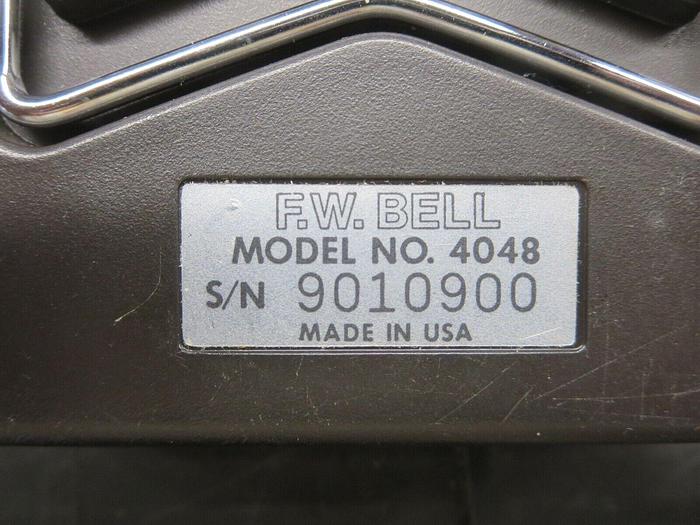 F.W. BELL
MODEL NO. 4048
S/N 9010900
MADE IN USA